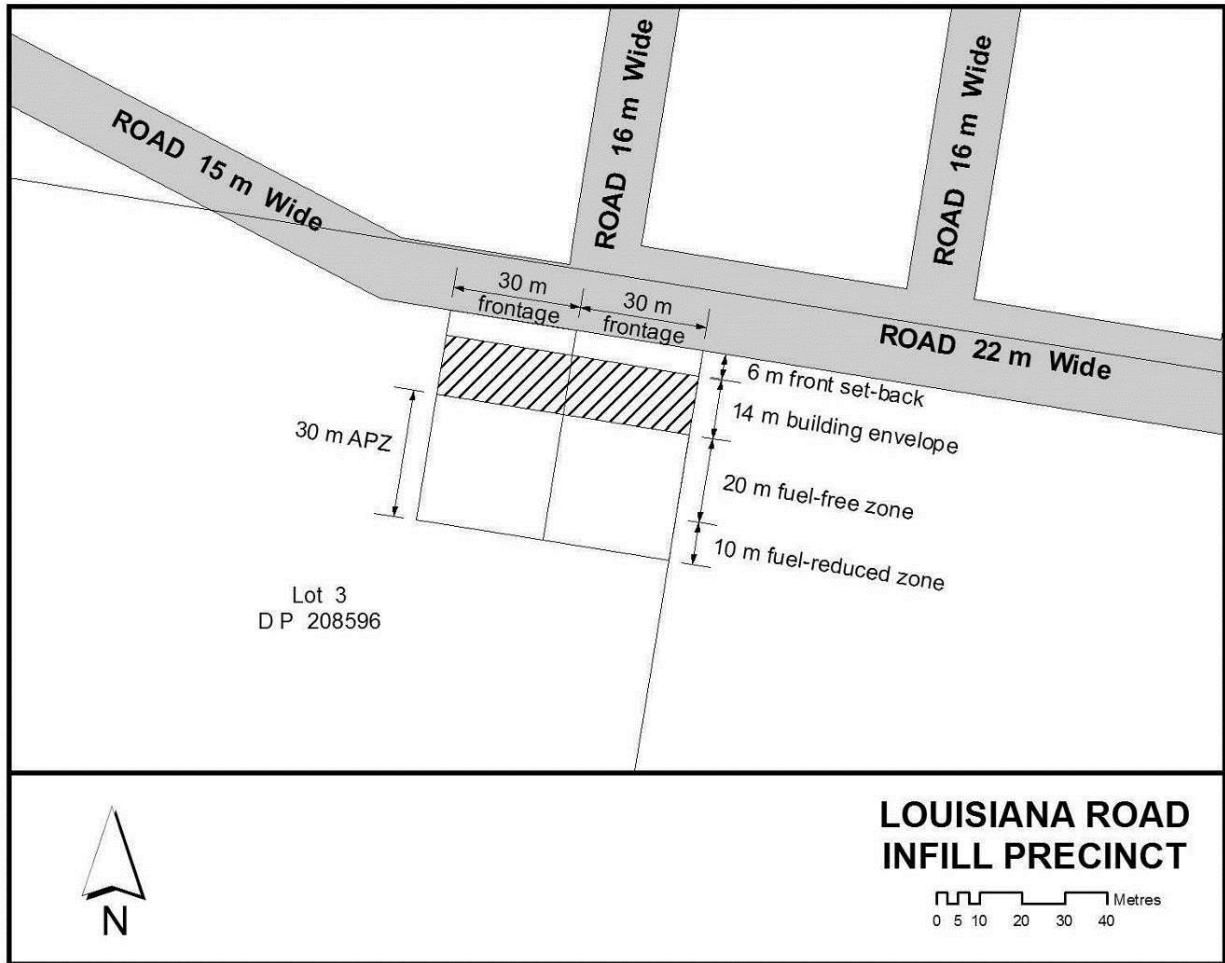 ROAD 15 m Wide
ROAD 16 m Wide
ROAD 16 m Wide
30 m
frontage
30 m
frontage
ROAD 22 m Wide
6 m front set-back
14 m building envelope
30 m APZ
20 m fuel-free zone
10 m fuel-reduced zone
Lot 3
D P 208596
N
LOUISIANA ROAD
INFILL PRECINCT
Metres
0 5 10 20 30 40